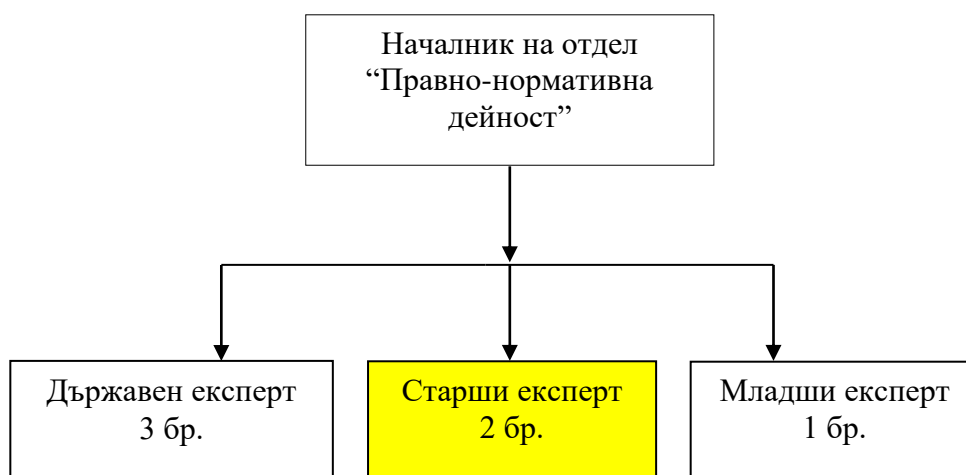 Началник на отдел
“Правно-нормативна
дейност”
Държавен експерт
3 бр.
Старши експерт
2 бр.
Младши експерт
1 бр.